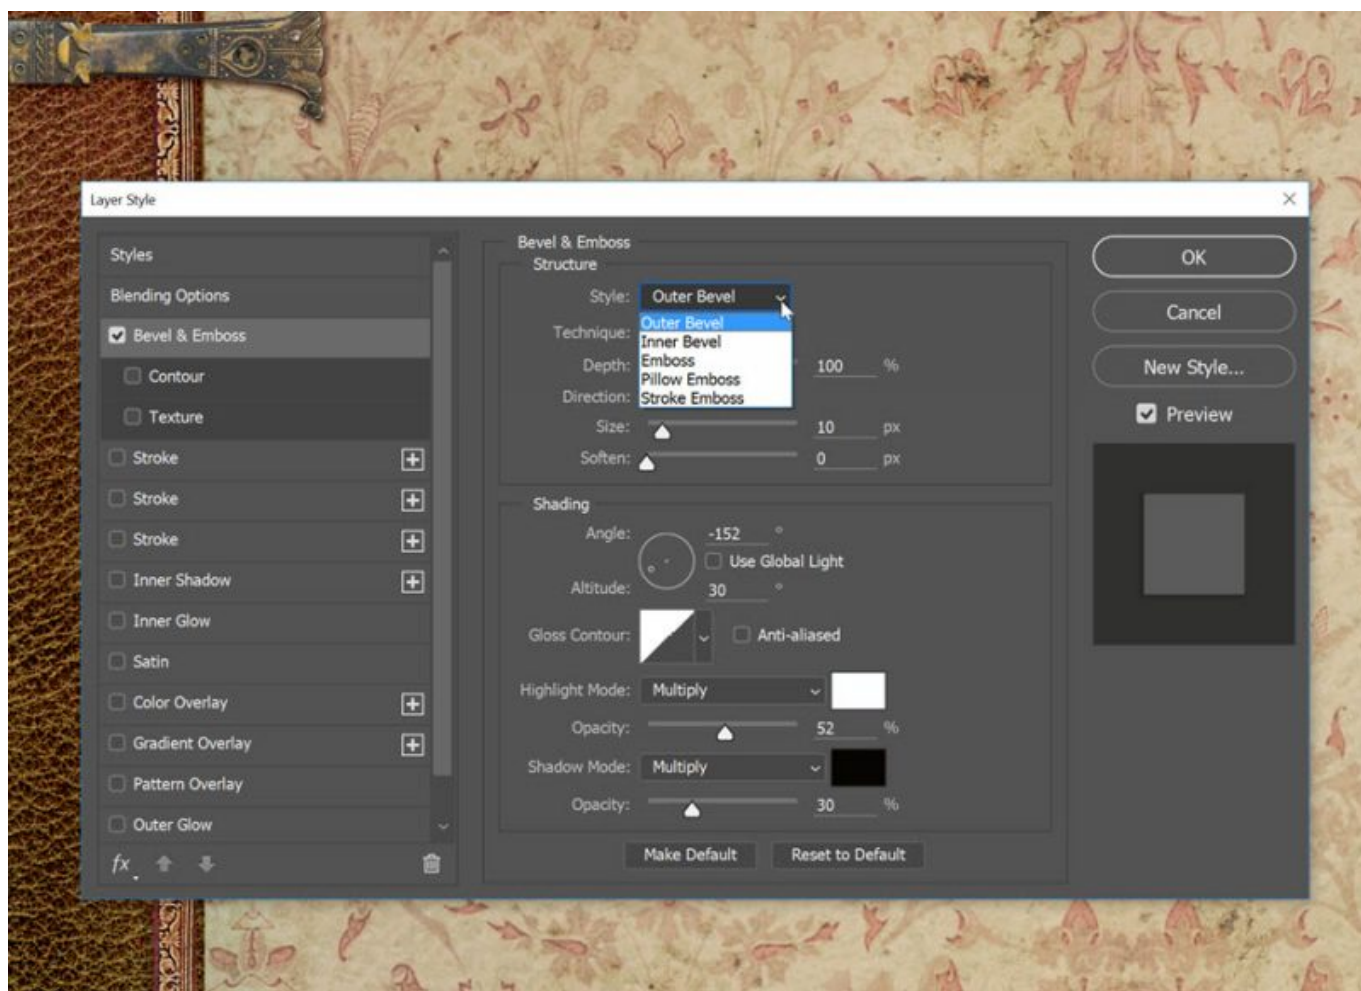 Layer Style
Styles
Blending Options
Bevel & Emboss
Contour
Texture
Stroke
Stroke
Stroke
Inner Shadow
Inner Glow
Satin
Color Overlay
Gradient Overlay
Pattern Overlay
Outer Glow
fx
Bevel & Emboss
Structure
Style: Outer Bevel
Outer Bevel
Inner Bevel
Emboss
Pillow Emboss
Stroke Emboss
Technique:
Depth: 100 %
Direction:
Size: 10 px
Soften: 0 px
Shading
Angle: -152 °
Use Global Light
Altitude: 30 °
Gloss Contour: Anti-aliased
Highlight Mode: Multiply
Opacity: 52 %
Shadow Mode: Multiply
Opacity: 30 %
Make Default Reset to Default
OK
Cancel
New Style...
Preview